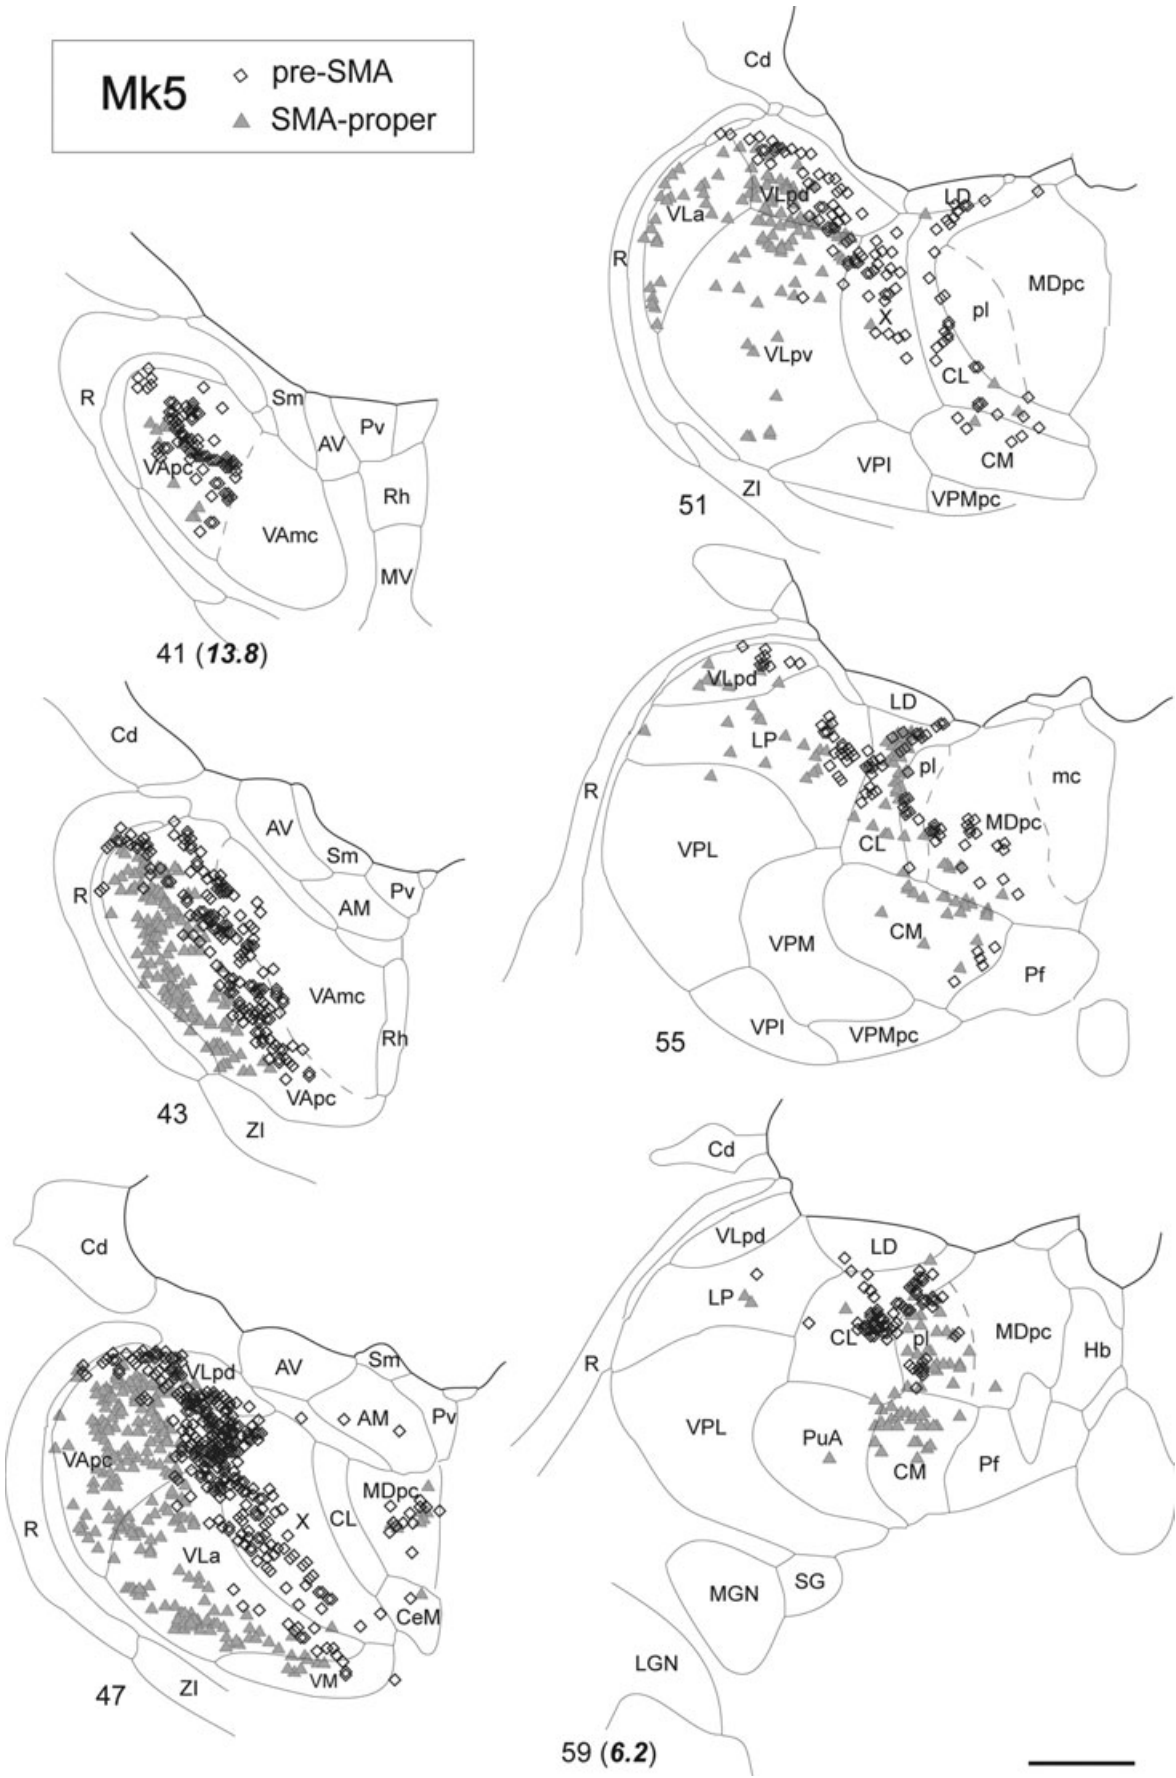 Mk5
pre-SMA
SMA-proper
R
Sm
AV
Pv
VApc
Rh
VAmc
MV
41 (13.8)
Cd
AV
Sm
R
AM
Pv
VAmc
Rh
VApc
43
ZI
Cd
VLpd
AV
Sm
AM
Pv
VApc
MDpc
R
X
CL
VLa
CeM
VM
47
ZI
Cd
LD
VLpd
VLa
R
MDpc
pl
X
VLpv
CL
VPI
CM
ZI
VPMpc
51
VLpd
LD
LP
pl
mc
R
MDpc
VPL
CL
CM
VPM
Pf
VPI
VPMpc
55
Cd
VLpd
LD
LP
CL
pl
MDpc
Hb
R
VPL
PuA
CM
Pf
MGN
SG
LGN
59 (6.2)